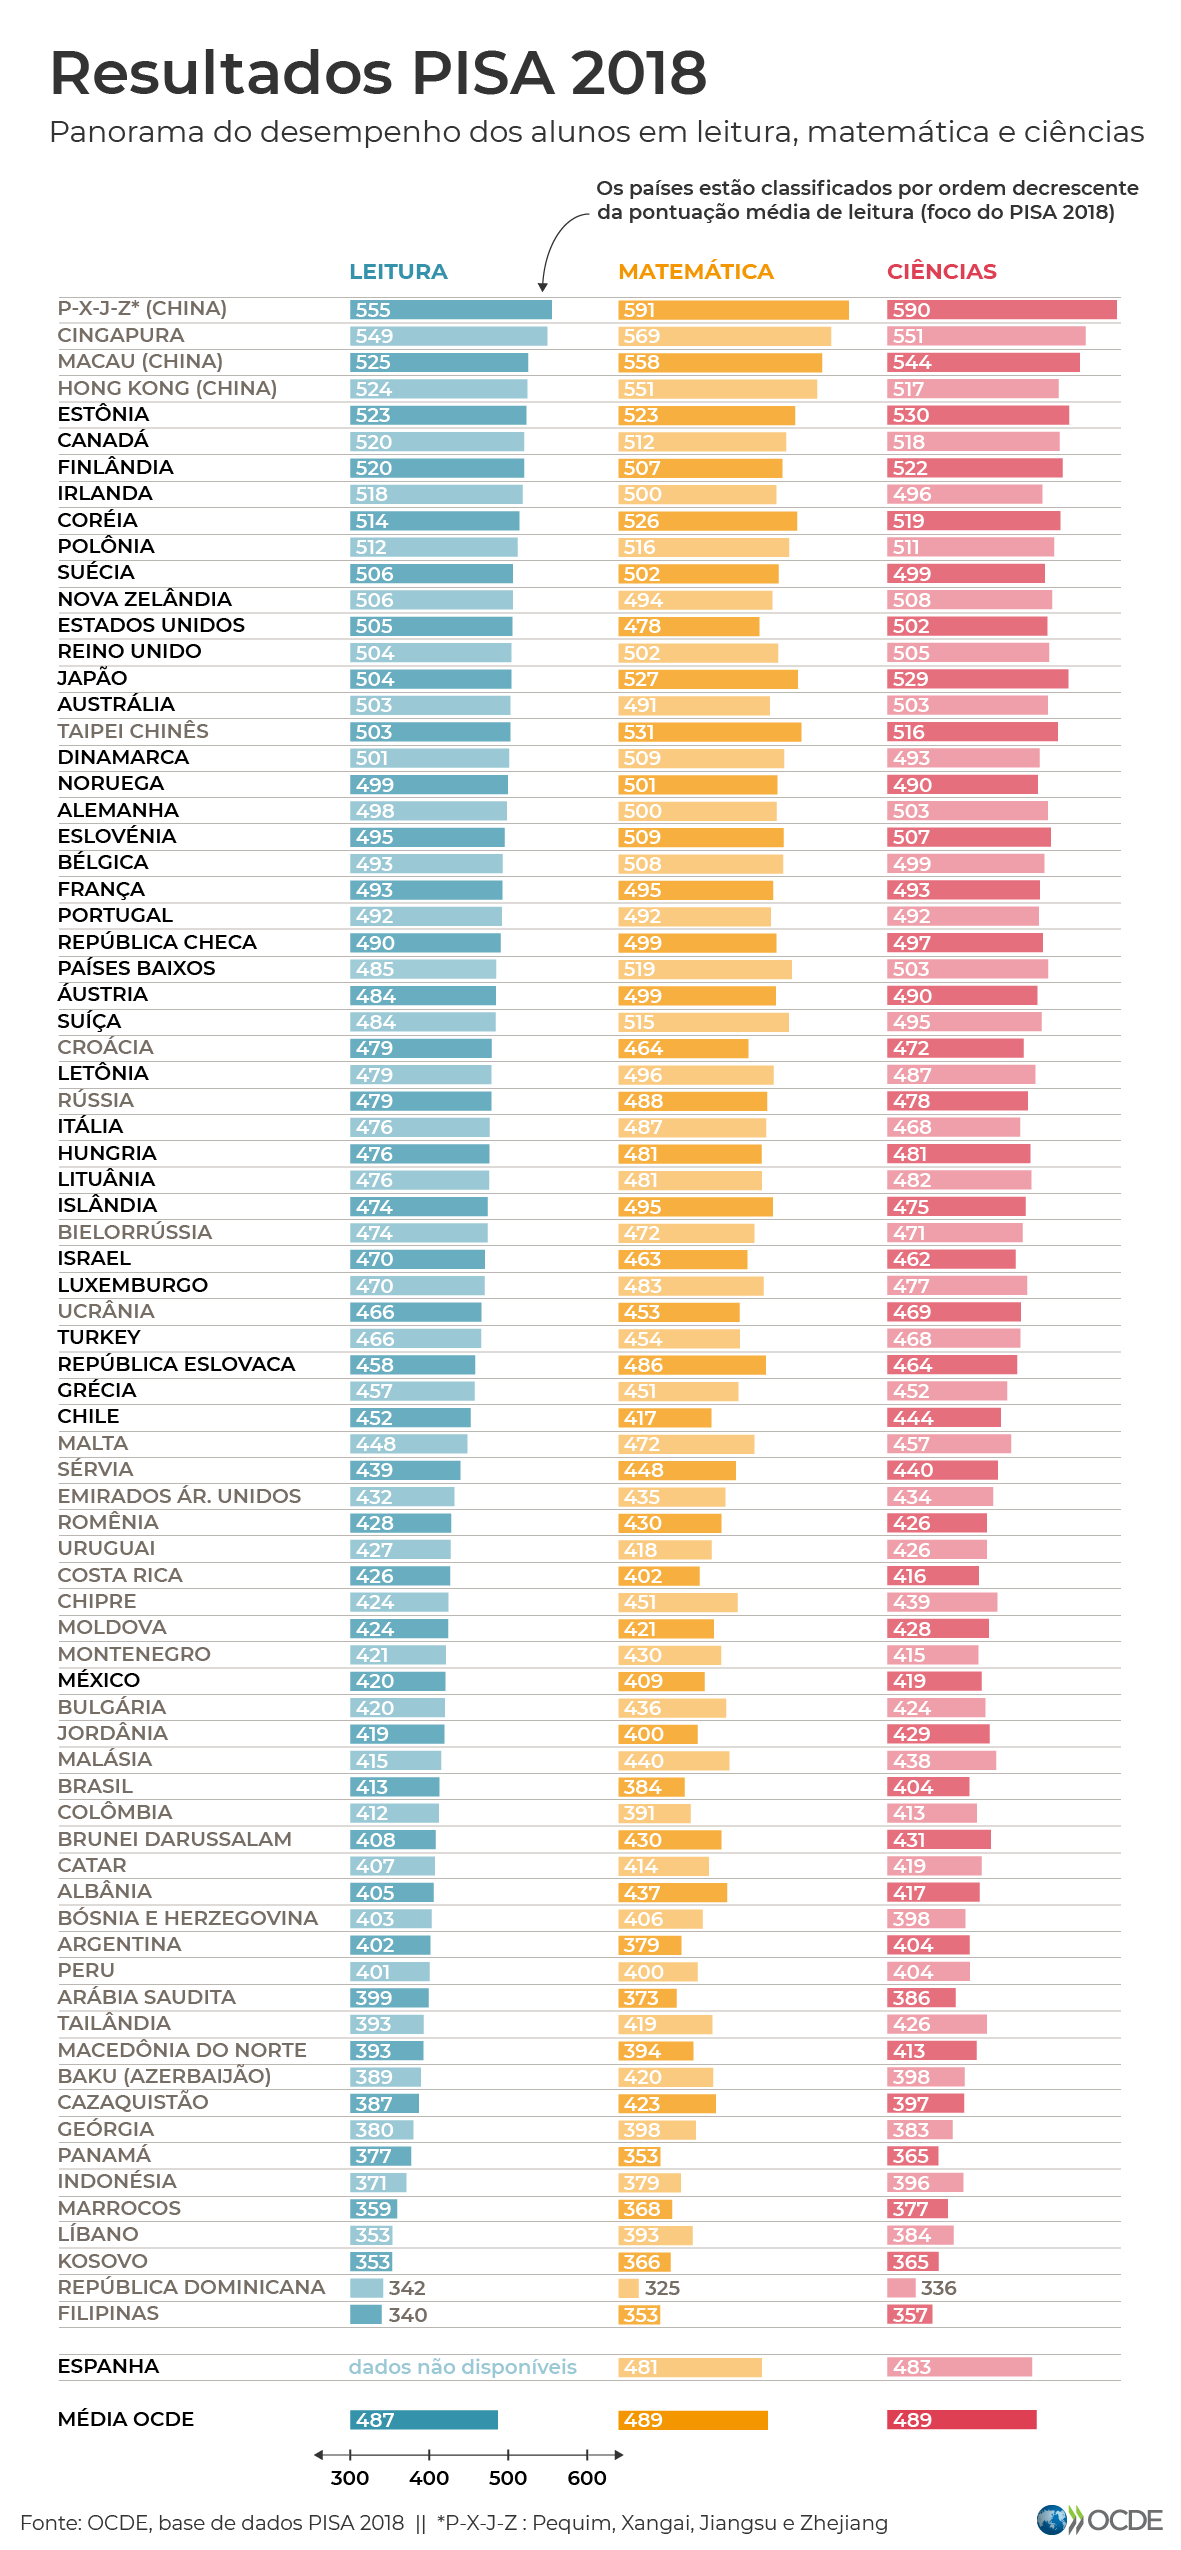 Resultados PISA 2018
Panorama do desempenho dos alunos em leitura, matemática e ciências
Os países estão classificados por ordem decrescente
da pontuação média de leitura (foco do PISA 2018)
LEITURA MATEMÁTICA CIÊNCIAS
P-X-J-Z* (CHINA) 555 591 590
CINGAPURA 549 569 551
MACAU (CHINA) 525 558 544
HONG KONG (CHINA) 524 551 517
ESTÔNIA 523 523 530
CANADÁ 520 512 518
FINLÂNDIA 520 507 522
IRLANDA 518 500 496
CORÉIA 514 526 519
POLÔNIA 512 516 511
SUÉCIA 506 502 499
NOVA ZELÂNDIA 506 494 508
ESTADOS UNIDOS 505 478 502
REINO UNIDO 504 502 505
JAPÃO 504 527 529
AUSTRÁLIA 503 491 503
TAIPEI CHINÊS 503 531 516
DINAMARCA 501 509 493
NORUEGA 499 501 490
ALEMANHA 498 500 503
ESLOVÉNIA 495 509 507
BÉLGICA 493 508 499
FRANÇA 493 495 493
PORTUGAL 492 492 492
REPÚBLICA CHECA 490 499 497
PAÍSES BAIXOS 485 519 503
ÁUSTRIA 484 499 490
SUÍÇA 484 515 495
CROÁCIA 479 464 472
LETÔNIA 479 496 487
RÚSSIA 479 488 478
ITÁLIA 476 487 468
HUNGRIA 476 481 481
LITUÂNIA 476 481 482
ISLÂNDIA 474 495 475
BIELORRÚSSIA 474 472 471
ISRAEL 470 463 462
LUXEMBURGO 470 483 477
UCRÂNIA 466 453 469
TURKEY 466 454 468
REPÚBLICA ESLOVACA 458 486 464
GRÉCIA 457 451 452
CHILE 452 417 444
MALTA 448 472 457
SÉRVIA 439 448 440
EMIRADOS ÁR. UNIDOS 432 435 434
ROMÊNIA 428 430 426
URUGUAI 427 418 426
COSTA RICA 426 402 416
CHIPRE 424 451 439
MOLDOVA 424 421 428
MONTENEGRO 421 430 415
MÉXICO 420 409 419
BULGÁRIA 420 436 424
JORDÂNIA 419 400 429
MALÁSIA 415 440 438
BRASIL 413 384 404
COLÔMBIA 412 391 413
BRUNEI DARUSSALAM 408 430 431
CATAR 407 414 419
ALBÂNIA 405 437 417
BÓSNIA E HERZEGOVINA 403 406 398
ARGENTINA 402 379 404
PERU 401 400 404
ARÁBIA SAUDITA 399 373 386
TAILÂNDIA 393 419 426
MACEDÔNIA DO NORTE 393 394 413
BAKU (AZERBAIJÃO) 389 420 398
CAZAQUISTÃO 387 423 397
GEÓRGIA 380 398 383
PANAMÁ 377 353 365
INDONÉSIA 371 379 396
MARROCOS 359 368 377
LÍBANO 353 393 384
KOSOVO 353 366 365
REPÚBLICA DOMINICANA 342 325 336
FILIPINAS 340 353 357
ESPANHA dados não disponíveis 481 483
MÉDIA OCDE 487 489 489
300 400 500 600
Fonte: OCDE, base de dados PISA 2018 || *P-X-J-Z : Pequim, Xangai, Jiangsu e Zhejiang
OCDE